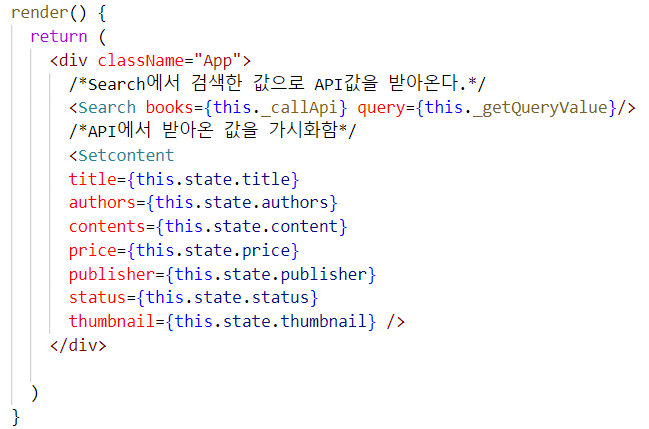 render() {
return (
<div className="App">
/*Search에서 검색한 값으로 API값을 받아온다.*/
<Search books={this._callApi} query={this._getQueryValue}/>
/*API에서 받아온 값을 가시화함*/
<Setcontent
title={this.state.title}
authors={this.state.authors}
contents={this.state.content}
price={this.state.price}
publisher={this.state.publisher}
status={this.state.status}
thumbnail={this.state.thumbnail} />
</div>
)
}